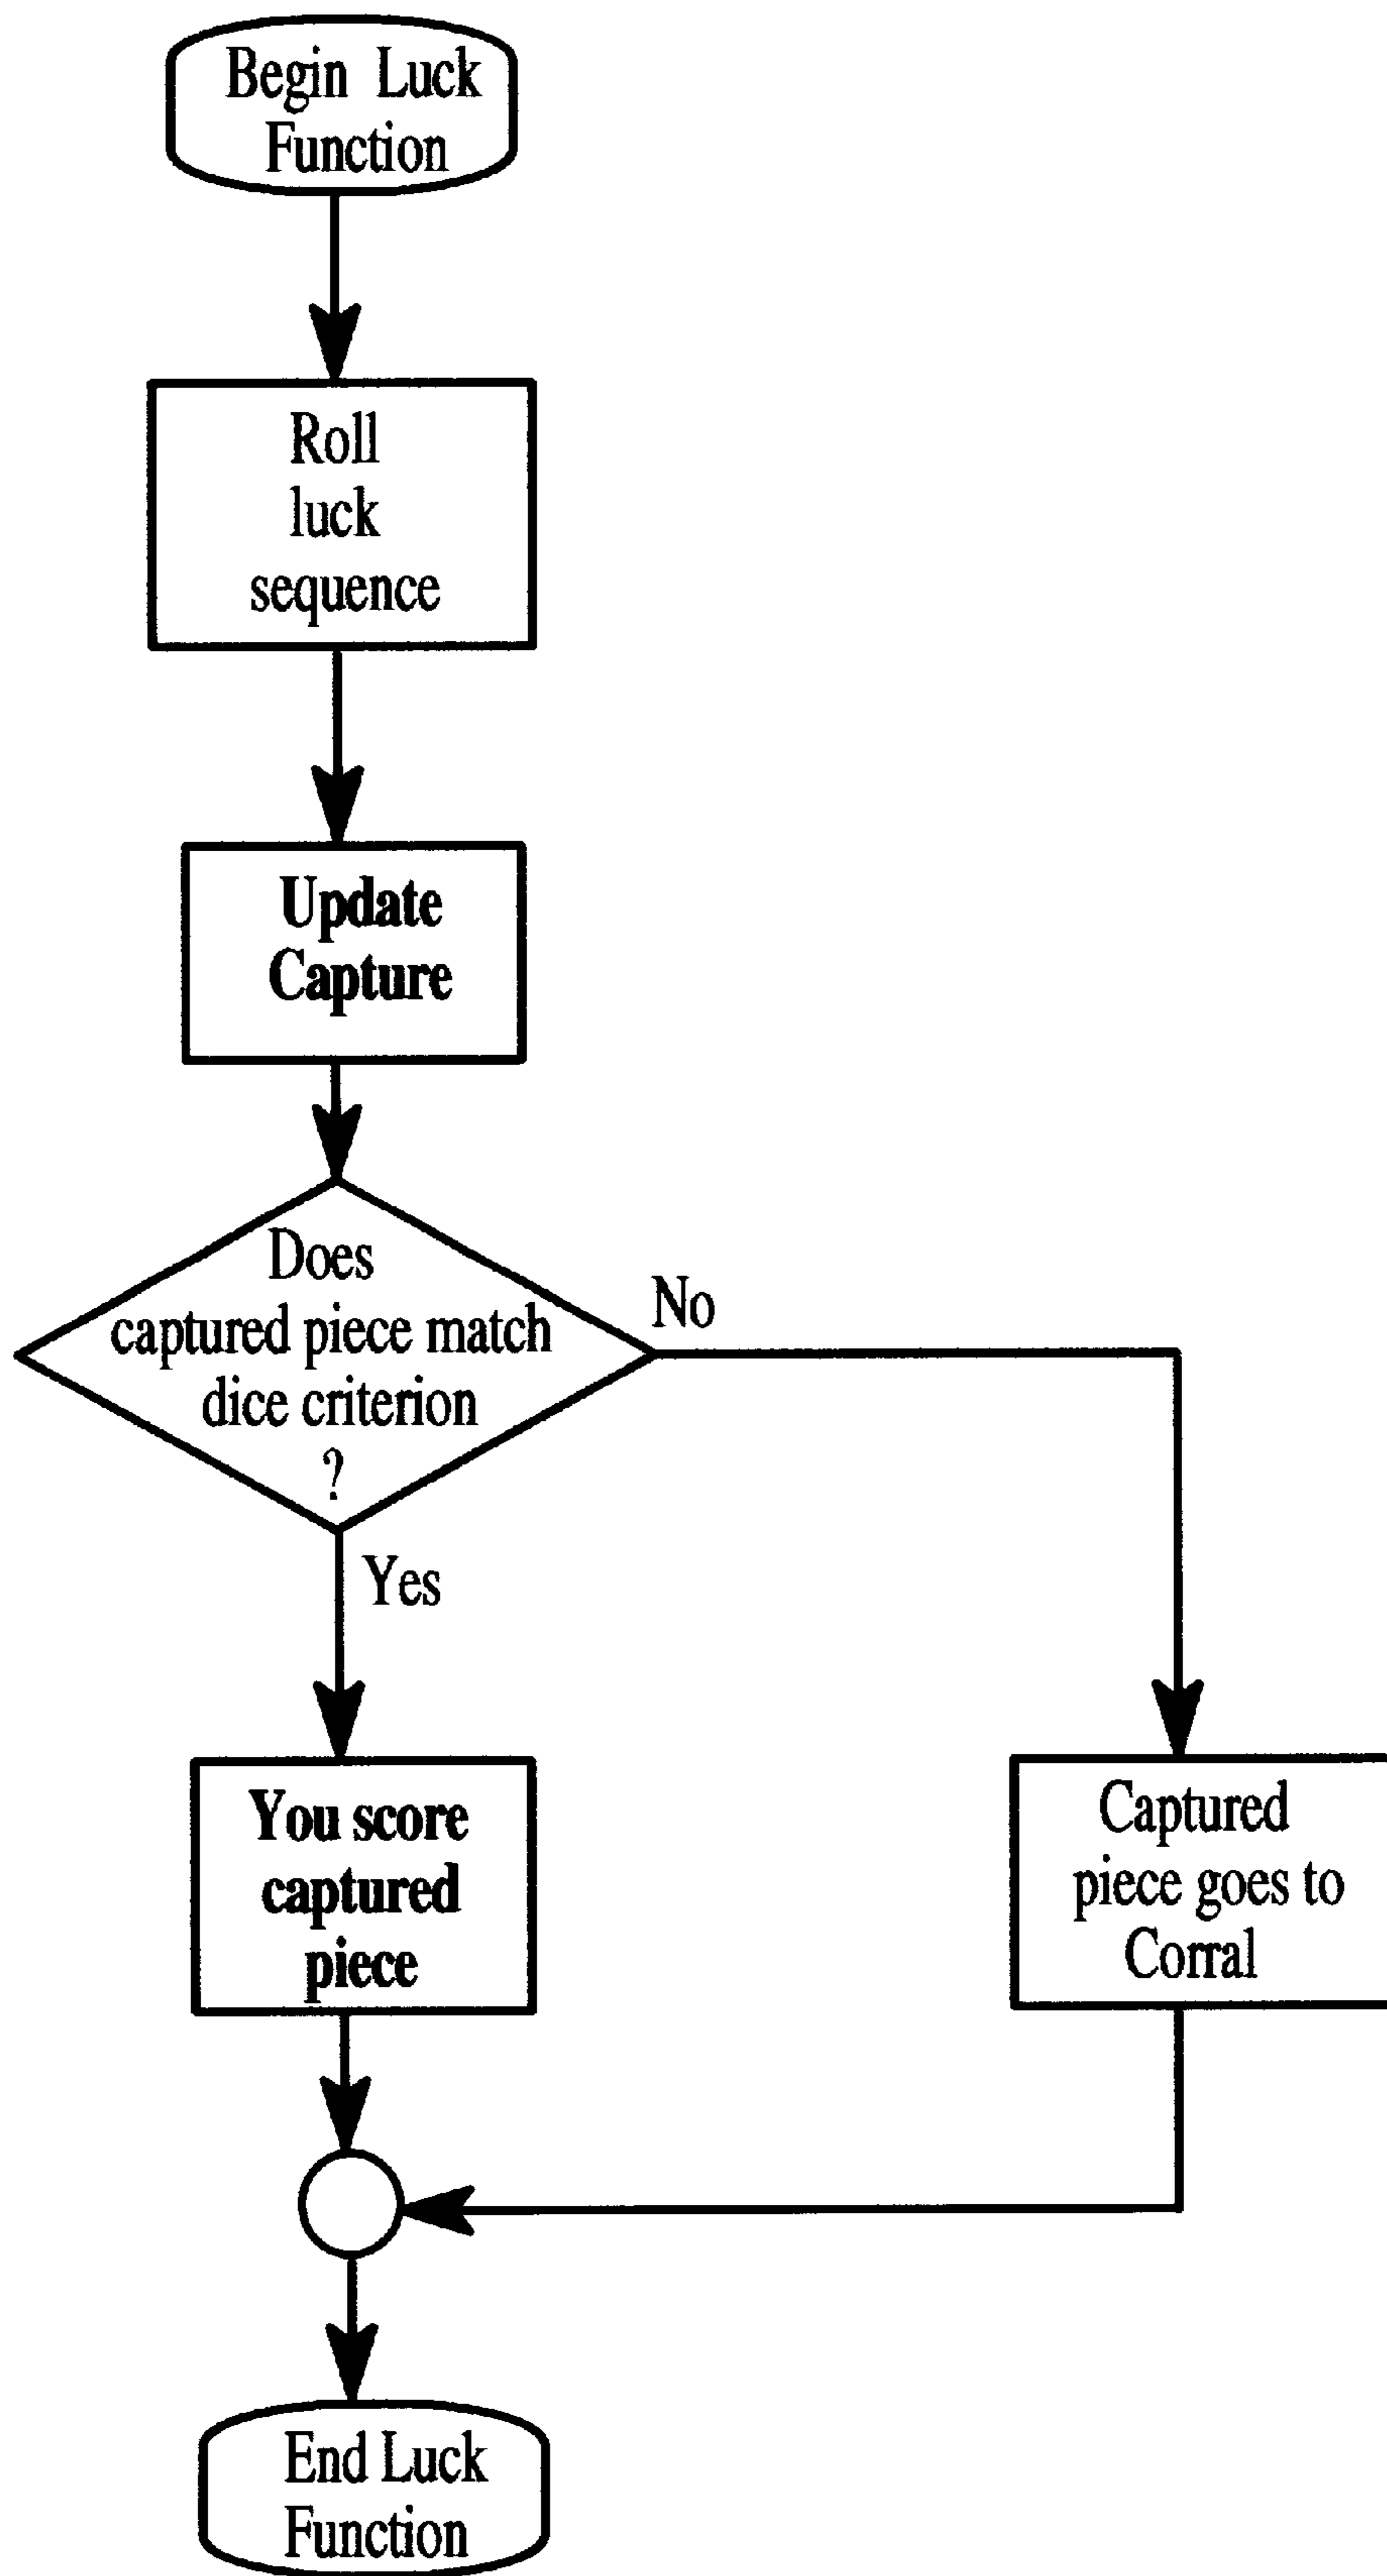 Begin Luck
Function
Roll
luck
sequence
Update
Capture
Does
captured piece match
dice criterion
?
No
Yes
You score
captured
piece
Captured
piece goes to
Corral
End Luck
Function